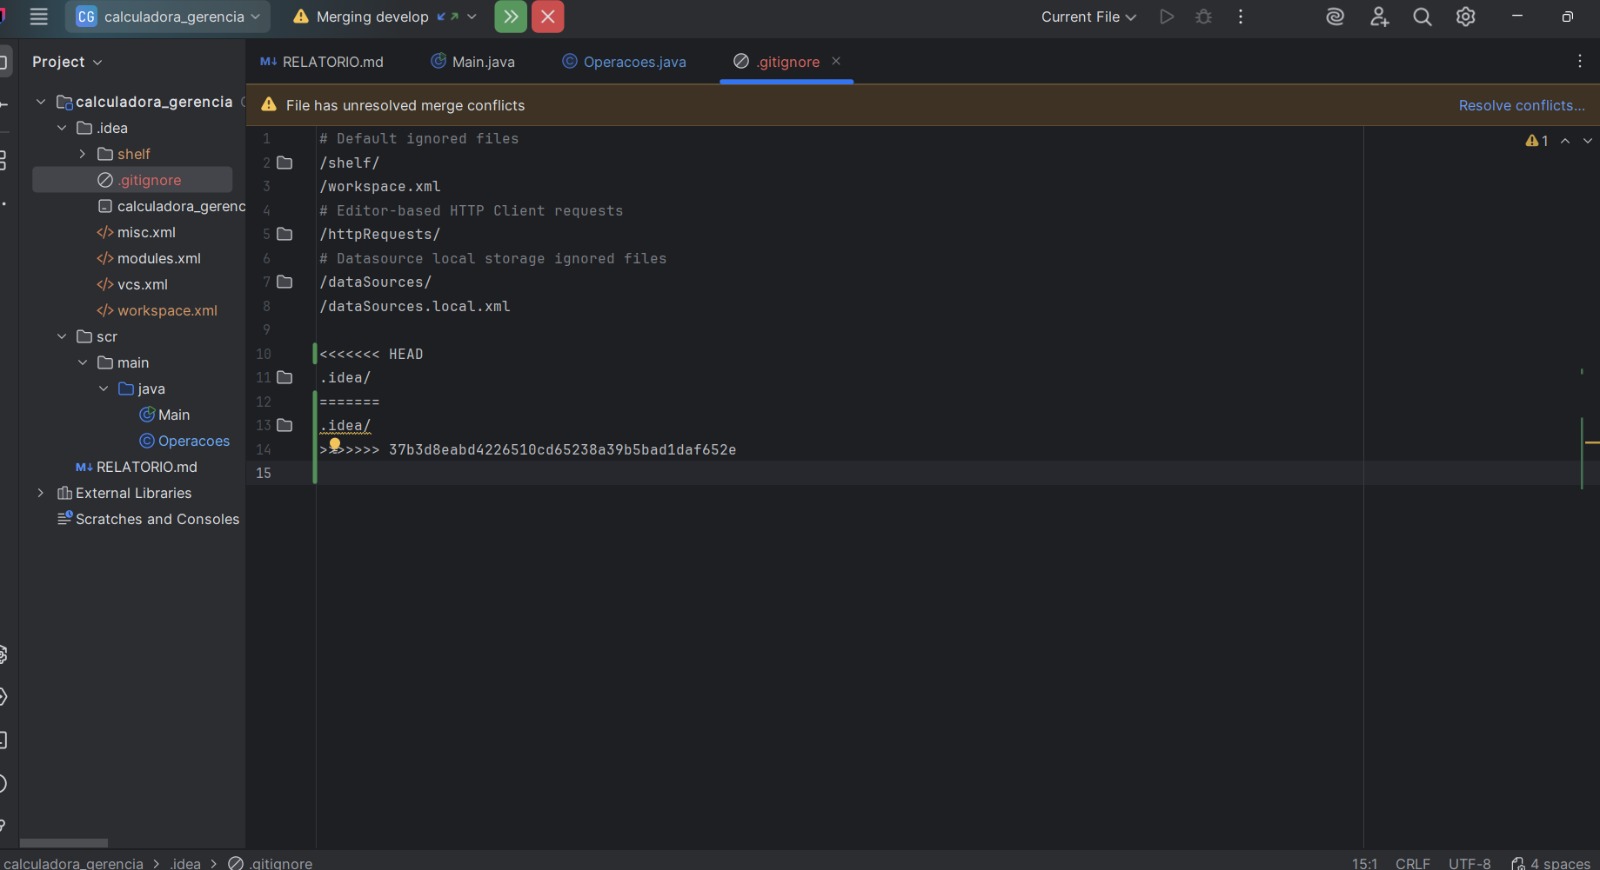 CG calculadora_gerencia
Merging develop
Current File
Project
RELATORIO.md
Main.java
Operacoes.java
.gitignore
calculadora_gerencia
.idea
shelf
.gitignore
calculadora_gerenc
misc.xml
modules.xml
vcs.xml
workspace.xml
scr
main
java
Main
Operacoes
RELATORIO.md
External Libraries
Scratches and Consoles
File has unresolved merge conflicts
Resolve conflicts...
1 # Default ignored files
2 /shelf/
3 /workspace.xml
4 # Editor-based HTTP Client requests
5 /httpRequests/
6 # Datasource local storage ignored files
7 /dataSources/
8 /dataSources.local.xml
9
10 <<<<<<< HEAD
11 .idea/
12 =======
13 .idea/
14 >>>>>>> 37b3d8eabd4226510cd65238a39b5bad1daf652e
15
1
calculadora_gerencia > .idea > .gitignore
15:1 CRLF UTF-8 4 spaces